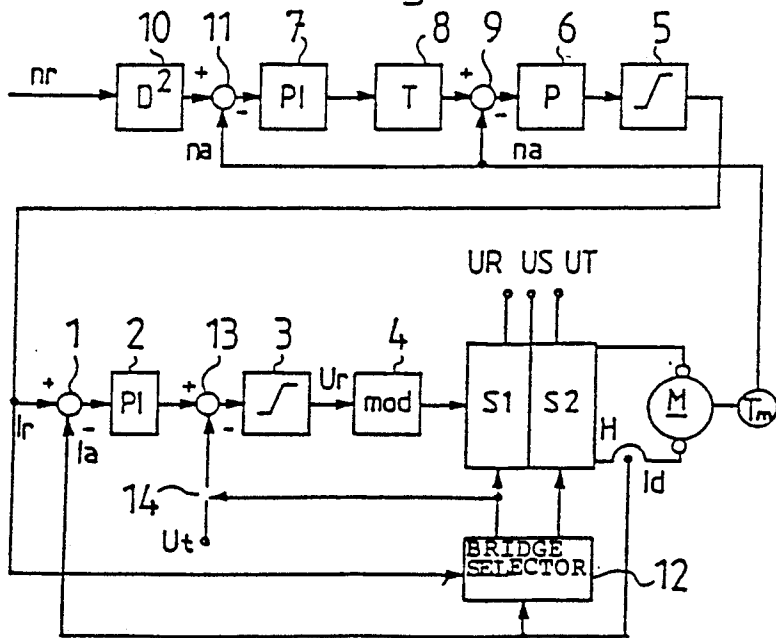 10 11 7 8 9 6 5
nr D² + - PI T + - P
na na
UR US UT
1 2 13 3 4
+ - PI + - Ur mod S1 S2 M Tm
Ir Ia H Id
14
Ut
BRIDGE
SELECTOR
12